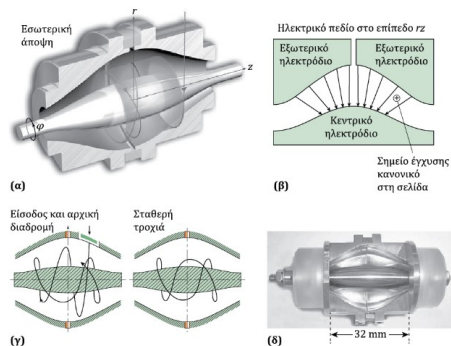 Εσωτερική
άποψη
r
z
φ
(α)
Ηλεκτρικό πεδίο στο επίπεδο rz
Εξωτερικό
ηλεκτρόδιο
Εξωτερικό
ηλεκτρόδιο
Κεντρικό
ηλεκτρόδιο
Σημείο έγχυσης
κανονικό
στη σελίδα
(β)
Είσοδος και αρχική
διαδρομή
Σταθερή
τροχιά
(γ)
32 mm
(δ)